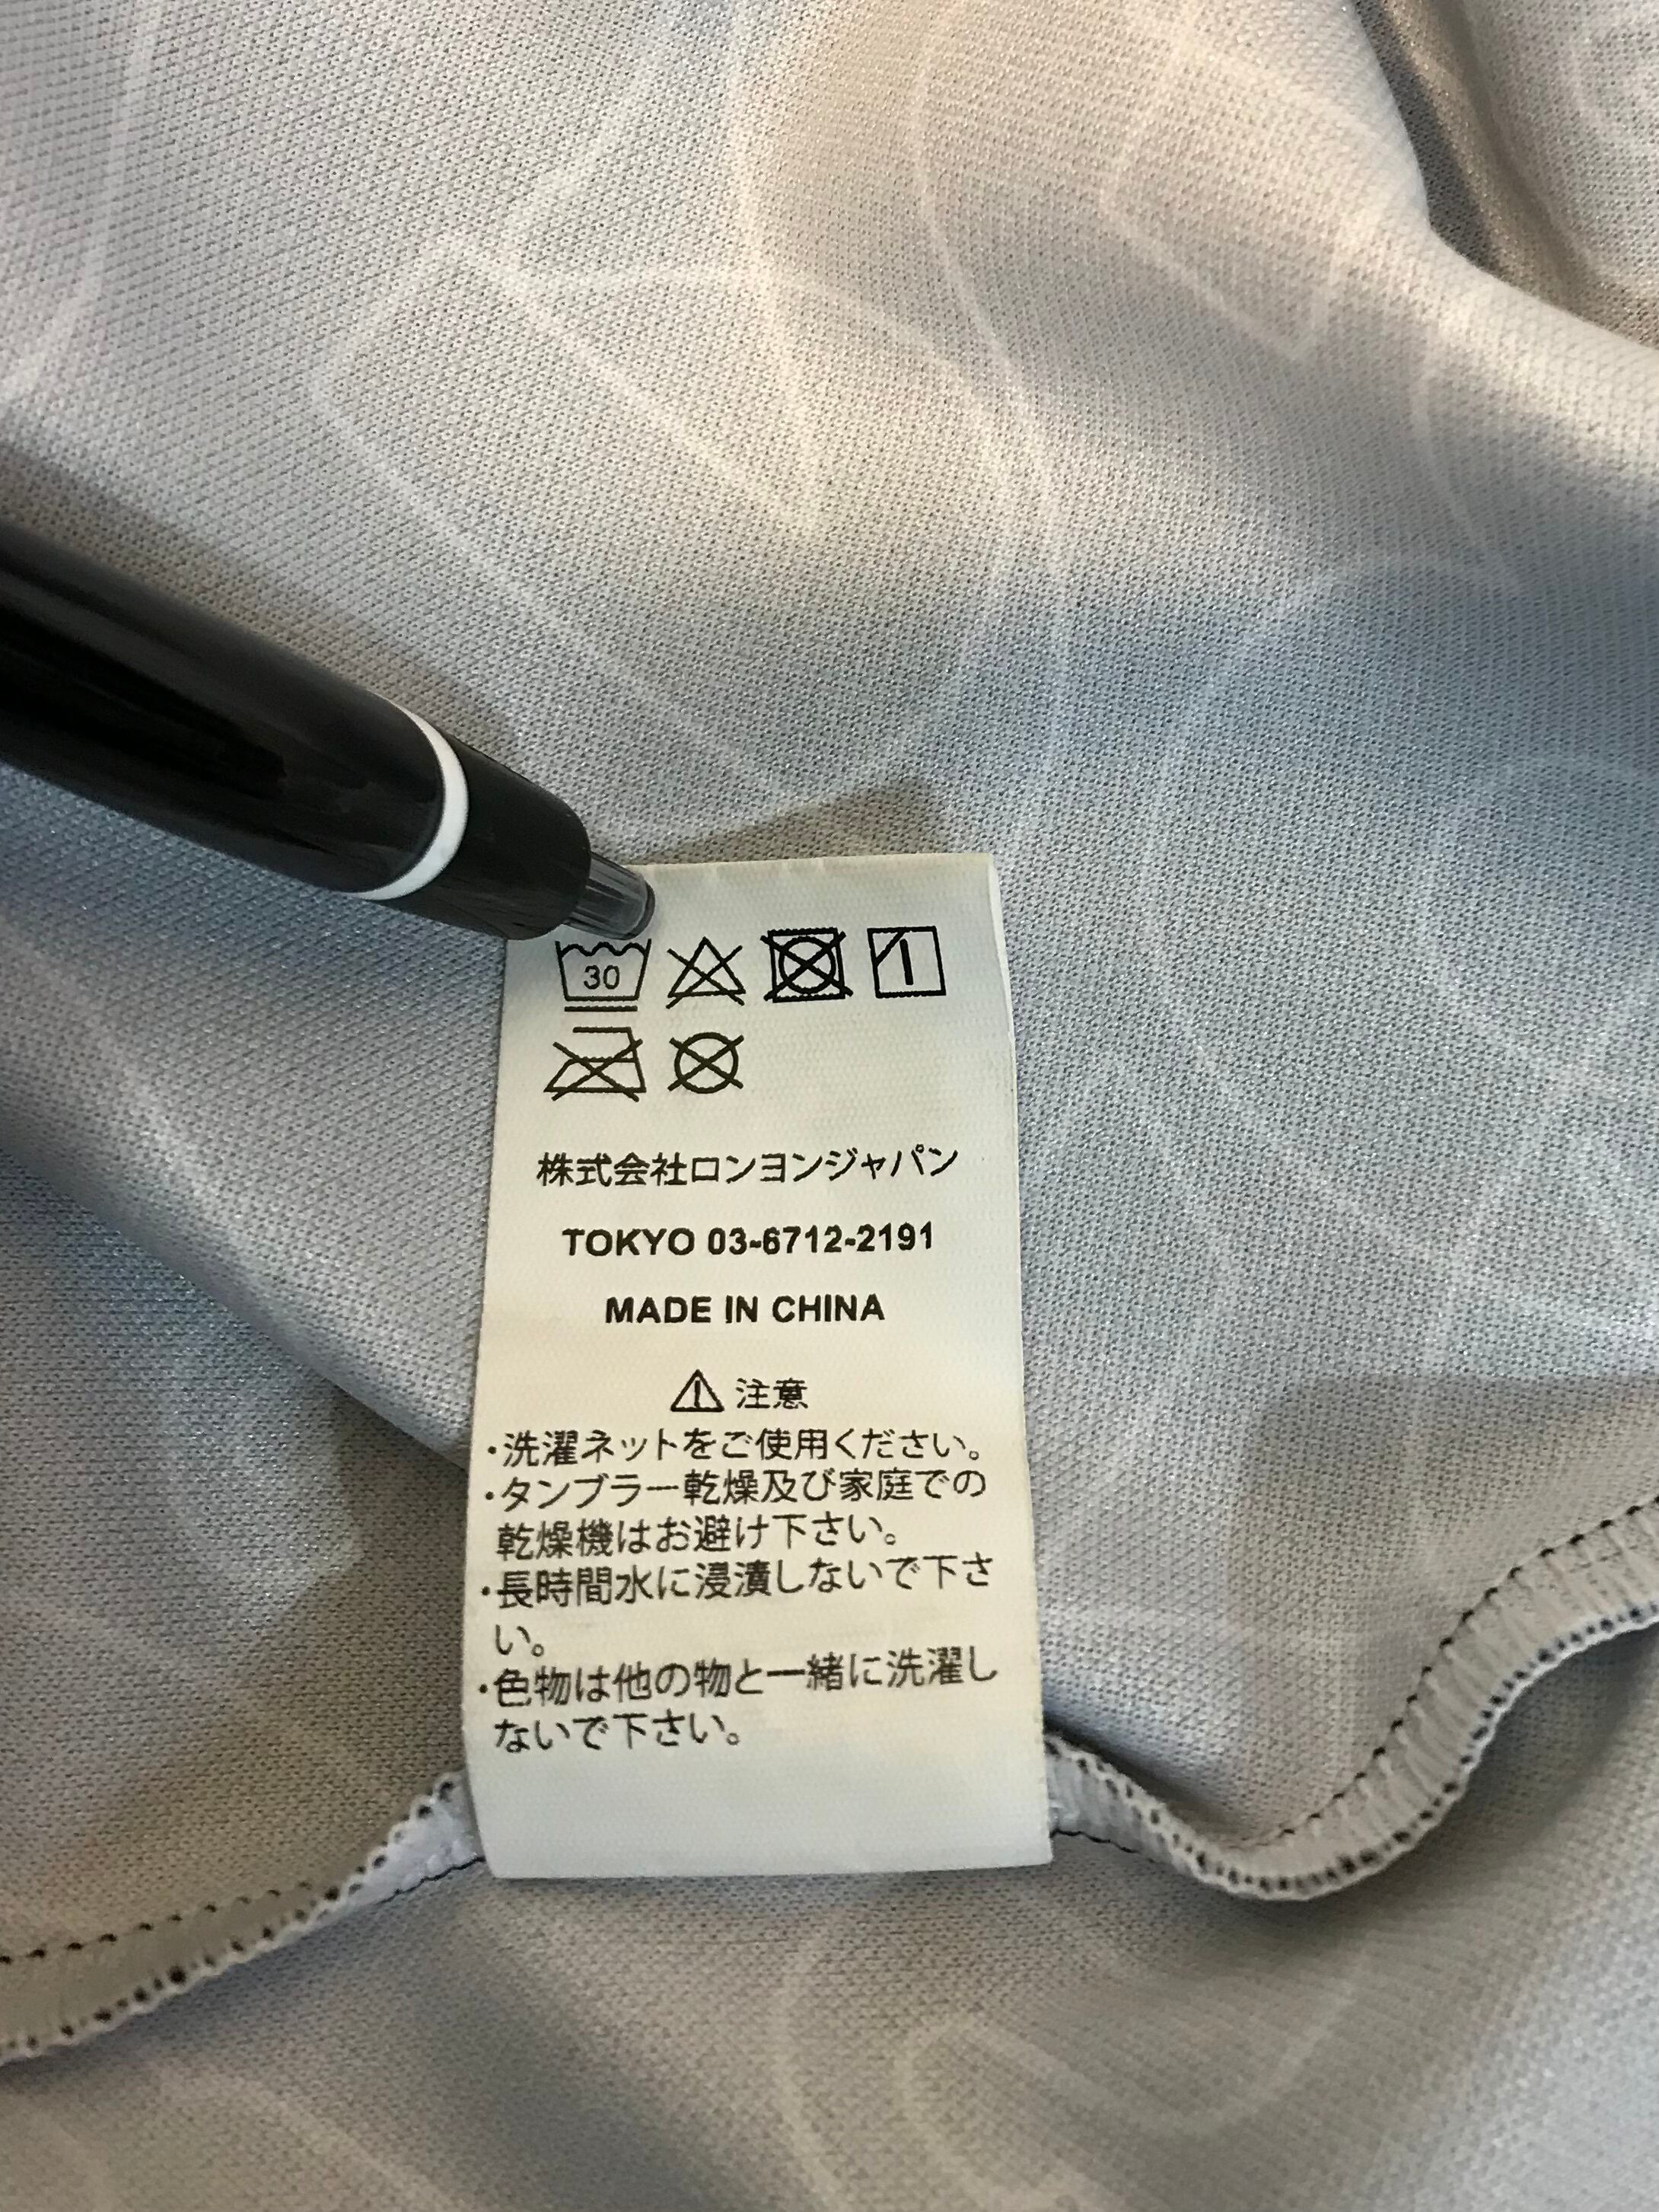 30
株式会社ロンヨンジャパン
TOKYO 03-6712-2191
MADE IN CHINA
注意
・洗濯ネットをご使用ください。
・タンブラー乾燥及び家庭での
乾燥機はお避け下さい。
・長時間水に浸漬しないで下さ
い。
・色物は他の物と一緒に洗濯し
ないで下さい。